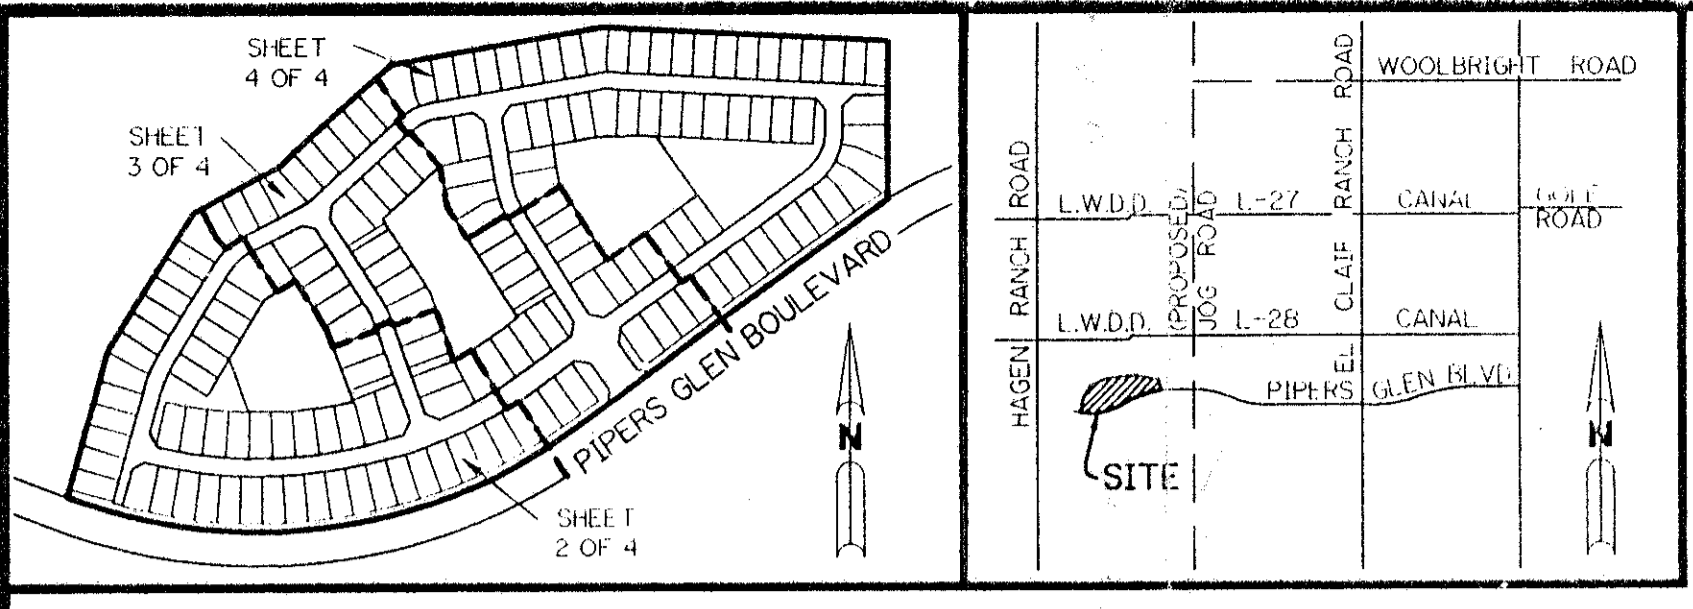 SHEET
4 OF 4
SHEET
3 OF 4
PIPERS GLEN BOULEVARD
N
SHEET
2 OF 4
WOOLBRIGHT ROAD
HAGEN RANCH ROAD
L.W.D.D. L-27 CANAL
GOLF
ROAD
(PROPOSED)
JOG ROAD
EL CLAIR RANCH ROAD
L.W.D.D. L-28 CANAL
PIPERS GLEN BLVD
SITE
N